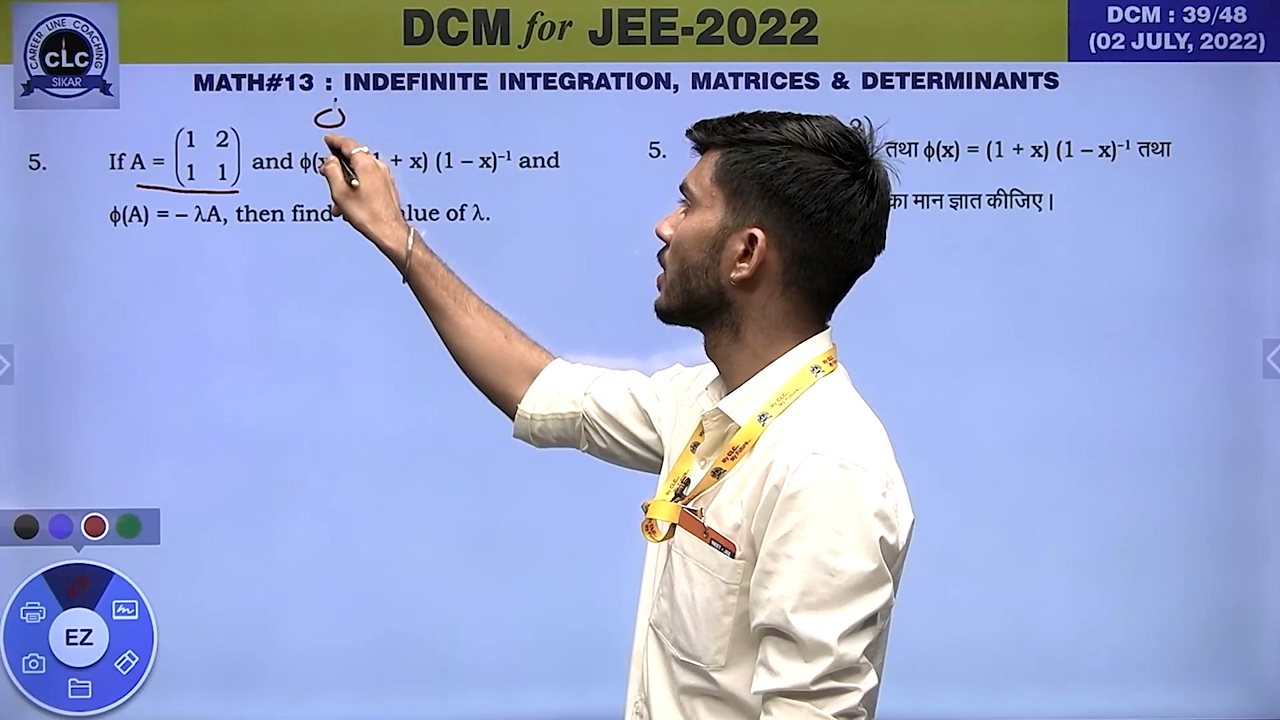 DCM for JEE-2022
DCM : 39/48
(02 JULY, 2022)
CAREER LINE COACHING
CLC
SIKAR
MATH#13 : INDEFINITE INTEGRATION, MATRICES & DETERMINANTS
5. If A = (1 2
1 1) and ϕ(x + x) (1 – x)⁻¹ and
ϕ(A) = – λA, then find lue of λ.
5. तथा ϕ(x) = (1 + x) (1 – x)⁻¹ तथा
का मान ज्ञात कीजिए।
EZ